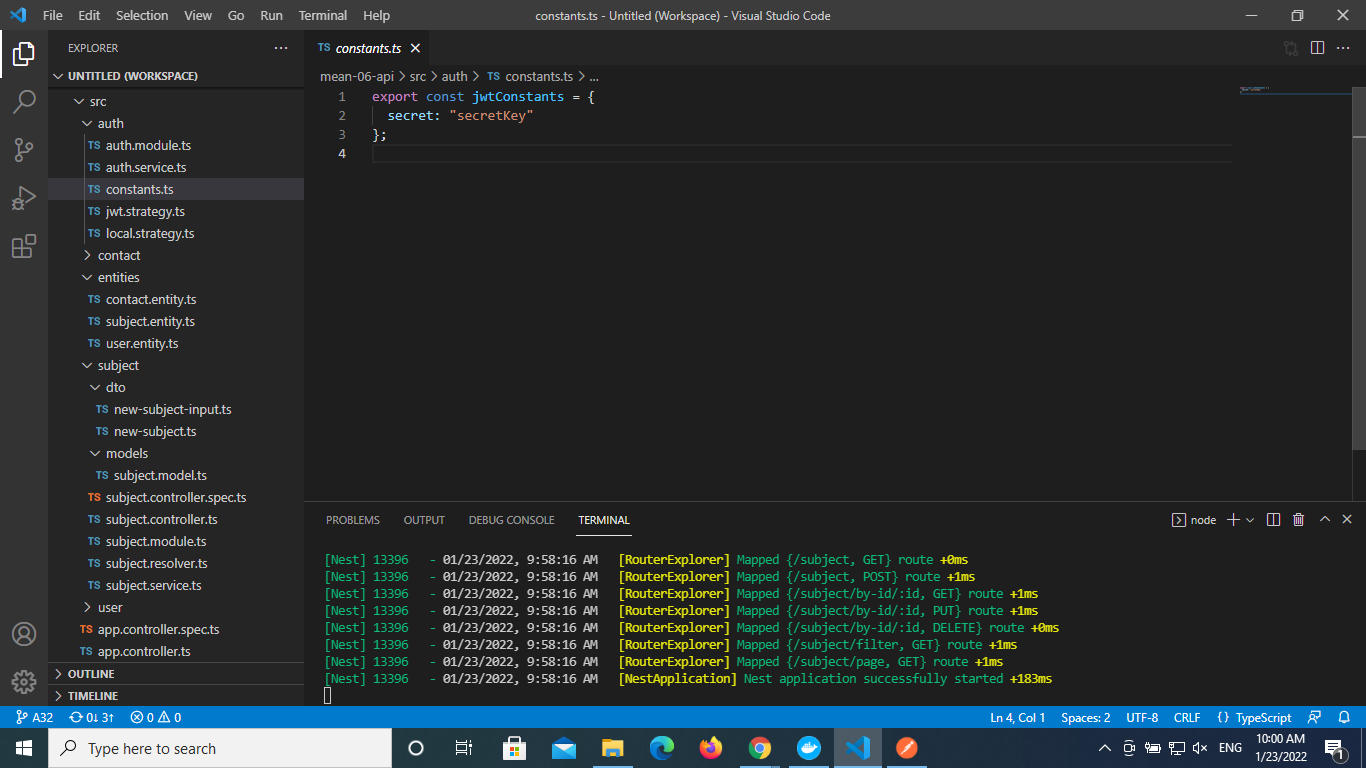 File Edit Selection View Go Run Terminal Help constants.ts - Untitled (Workspace) - Visual Studio Code
EXPLORER
UNTITLED (WORKSPACE)
src
auth
TS auth.module.ts
TS auth.service.ts
TS constants.ts
TS jwt.strategy.ts
TS local.strategy.ts
contact
entities
TS contact.entity.ts
TS subject.entity.ts
TS user.entity.ts
subject
dto
TS new-subject-input.ts
TS new-subject.ts
models
TS subject.model.ts
TS subject.controller.spec.ts
TS subject.controller.ts
TS subject.module.ts
TS subject.resolver.ts
TS subject.service.ts
user
TS app.controller.spec.ts
TS app.controller.ts
OUTLINE
TIMELINE
TS constants.ts
mean-06-api > src > auth > TS constants.ts > ...
1 export const jwtConstants = {
2 secret: "secretKey"
3 };
4
PROBLEMS OUTPUT DEBUG CONSOLE TERMINAL node
[Nest] 13396 - 01/23/2022, 9:58:16 AM [RouterExplorer] Mapped {/subject, GET} route +0ms
[Nest] 13396 - 01/23/2022, 9:58:16 AM [RouterExplorer] Mapped {/subject, POST} route +1ms
[Nest] 13396 - 01/23/2022, 9:58:16 AM [RouterExplorer] Mapped {/subject/by-id/:id, GET} route +1ms
[Nest] 13396 - 01/23/2022, 9:58:16 AM [RouterExplorer] Mapped {/subject/by-id/:id, PUT} route +1ms
[Nest] 13396 - 01/23/2022, 9:58:16 AM [RouterExplorer] Mapped {/subject/by-id/:id, DELETE} route +0ms
[Nest] 13396 - 01/23/2022, 9:58:16 AM [RouterExplorer] Mapped {/subject/filter, GET} route +1ms
[Nest] 13396 - 01/23/2022, 9:58:16 AM [RouterExplorer] Mapped {/subject/page, GET} route +1ms
[Nest] 13396 - 01/23/2022, 9:58:16 AM [NestApplication] Nest application successfully started +183ms
A32 0↓ 3↑ 0 0 Ln 4, Col 1 Spaces: 2 UTF-8 CRLF {} TypeScript
Type here to search ENG 10:00 AM
1/23/2022 1